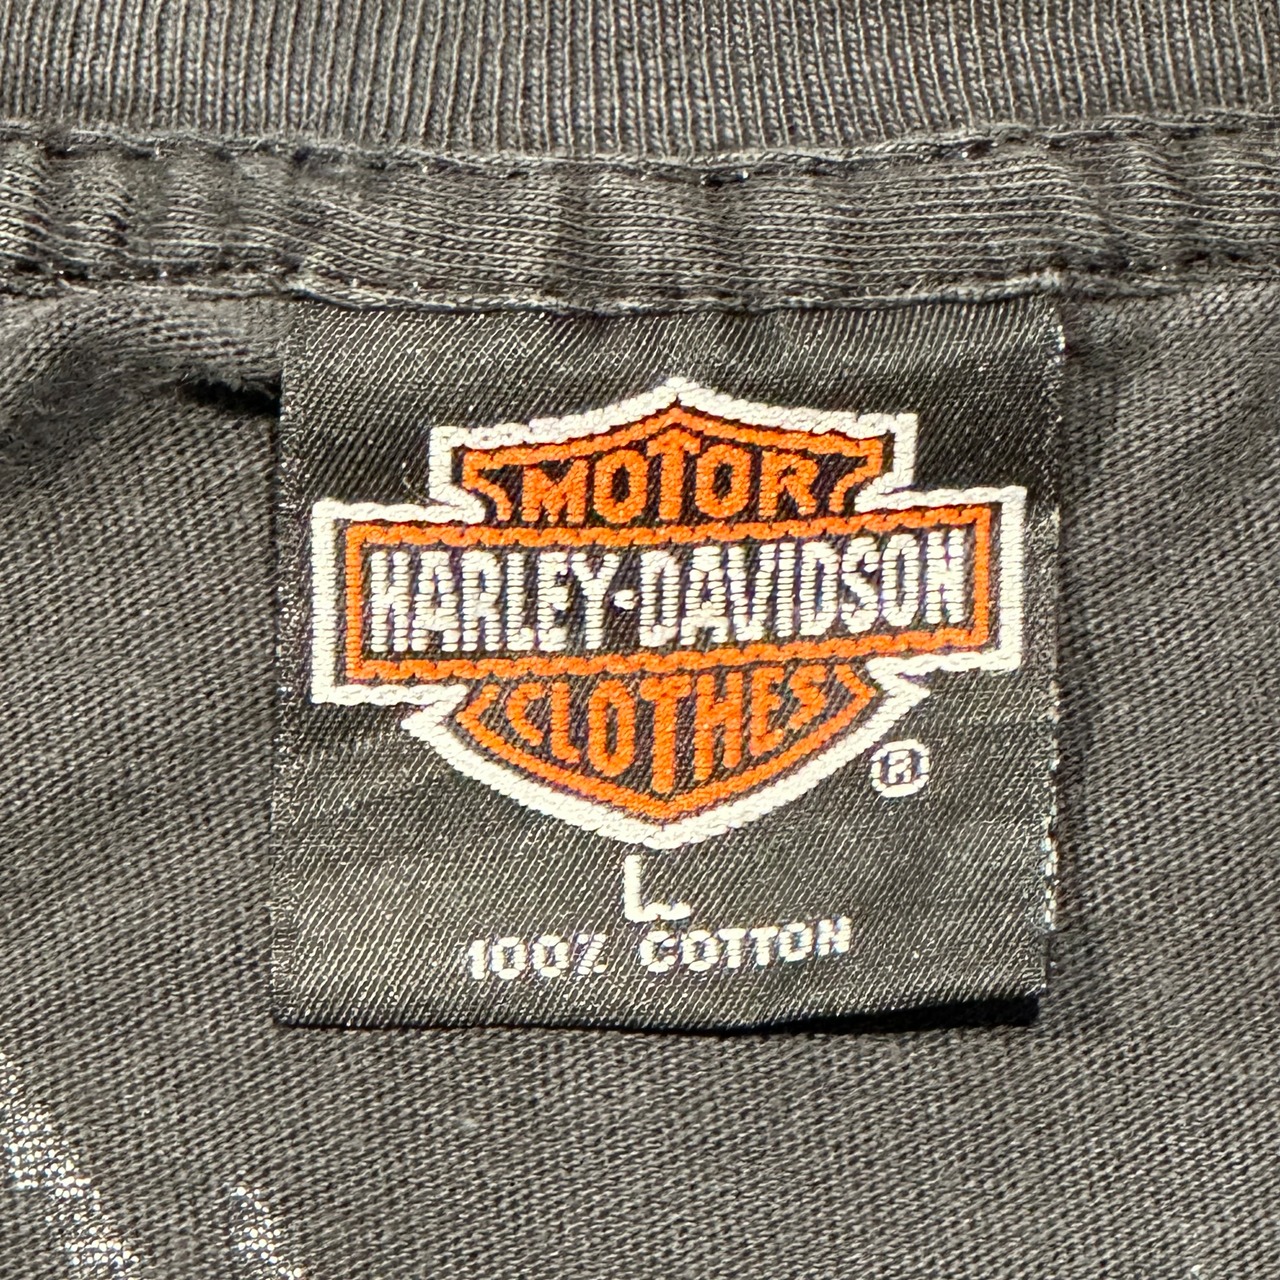 MOTOR
HARLEY-DAVIDSON
CLOTHES
®
L
100% COTTON